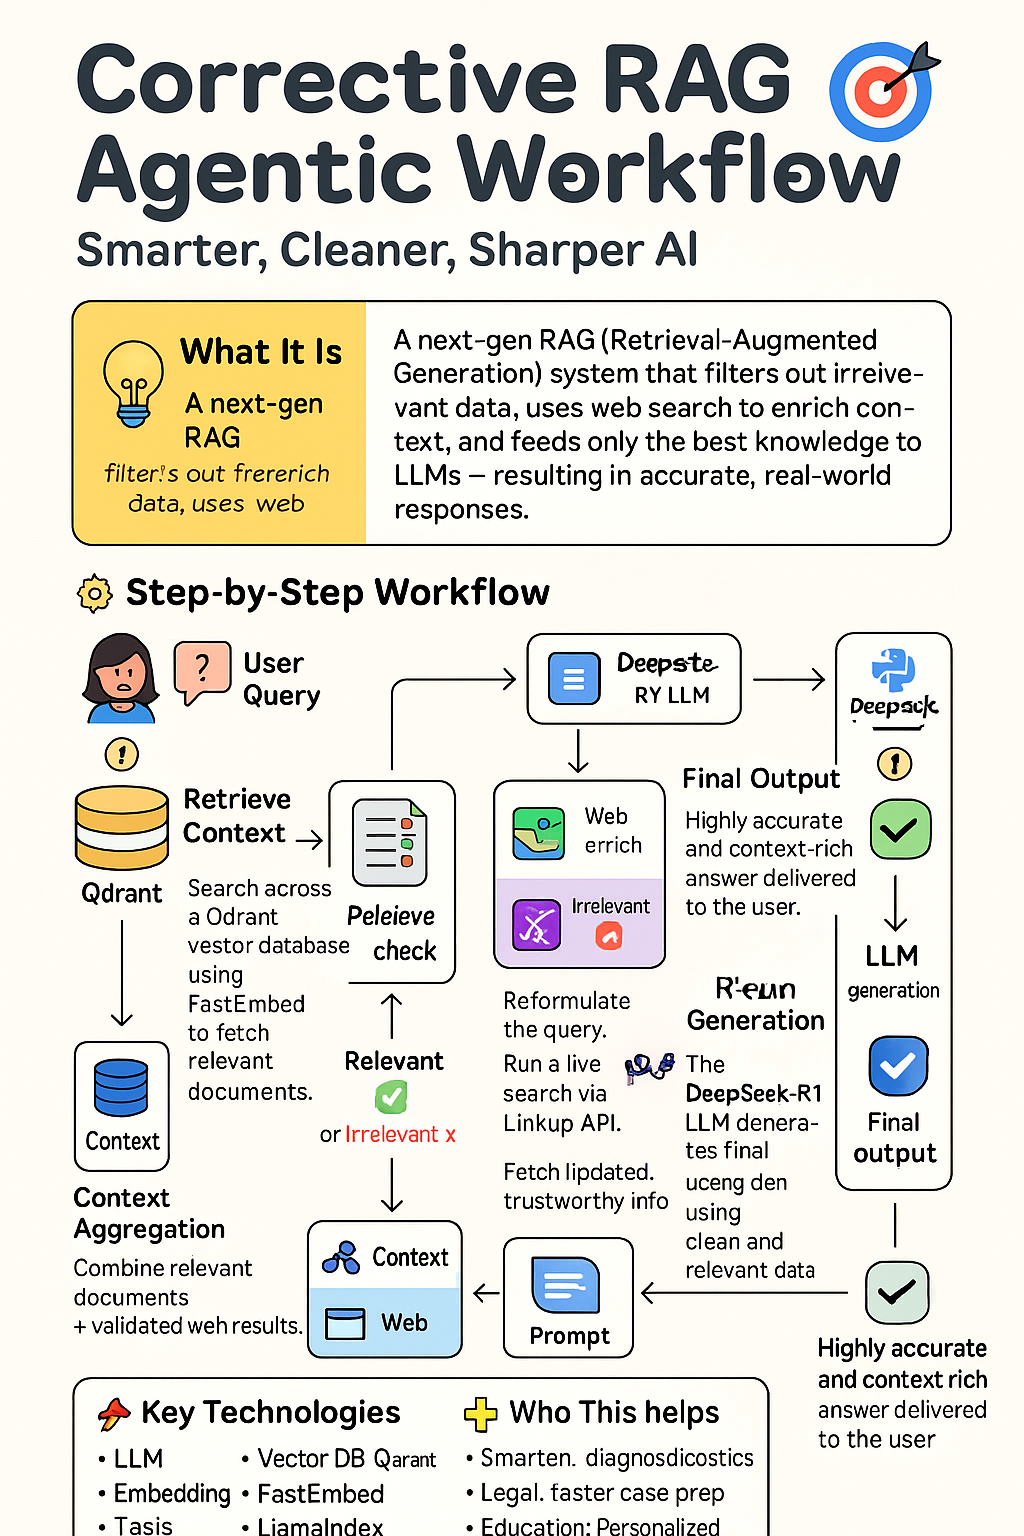 Corrective RAG
Agentic Workflow
Smarter, Cleaner, Sharper AI
What It Is
A next-gen
RAG
filter!'s out frererich
data, uses web
A next-gen RAG (Retrieval-Augmented
Generation) system that filters out irreive-
vant data, uses web search to enrich con-
text, and feeds only the best knowledge to
LLMs – resulting in accurate, real-world
responses.
Step-by-Step Workflow
?
User
Query
!
Retrieve
Context
Qdrant
Search across
a Odrant
vestor database
using
FastEmbed
to fetch
relevant
documents.
Context
Context
Aggregation
Combine relevant
documents
+ validated weh results.
Peleieve
check
Relevant
or Irrelevant x
Context
Web
Deepste
RY LLM
Web
errich
Irrelevant
Reformulate
the query.
Run a live
search via
Linkup API.
Fetch lipdated.
trustworthy info
Prompt
Final Output
Highly accurate
and context-rich
answer delivered
to the user.
Generation
The
DeepSeek-R1
LLM denera-
tes final
uceng den
using
clean and
relevant data
!
LLM
generation
Final
output
Highly accurate
and context rich
answer delivered
to the user
Key Technologies
• LLM
• Embedding
• Tasis
• Vector DB Qarant
• FastEmbed
• LiamaIndex
Who This helps
• Smarten. diagnosdicostics
• Legal. faster case prep
• Education: Personalized